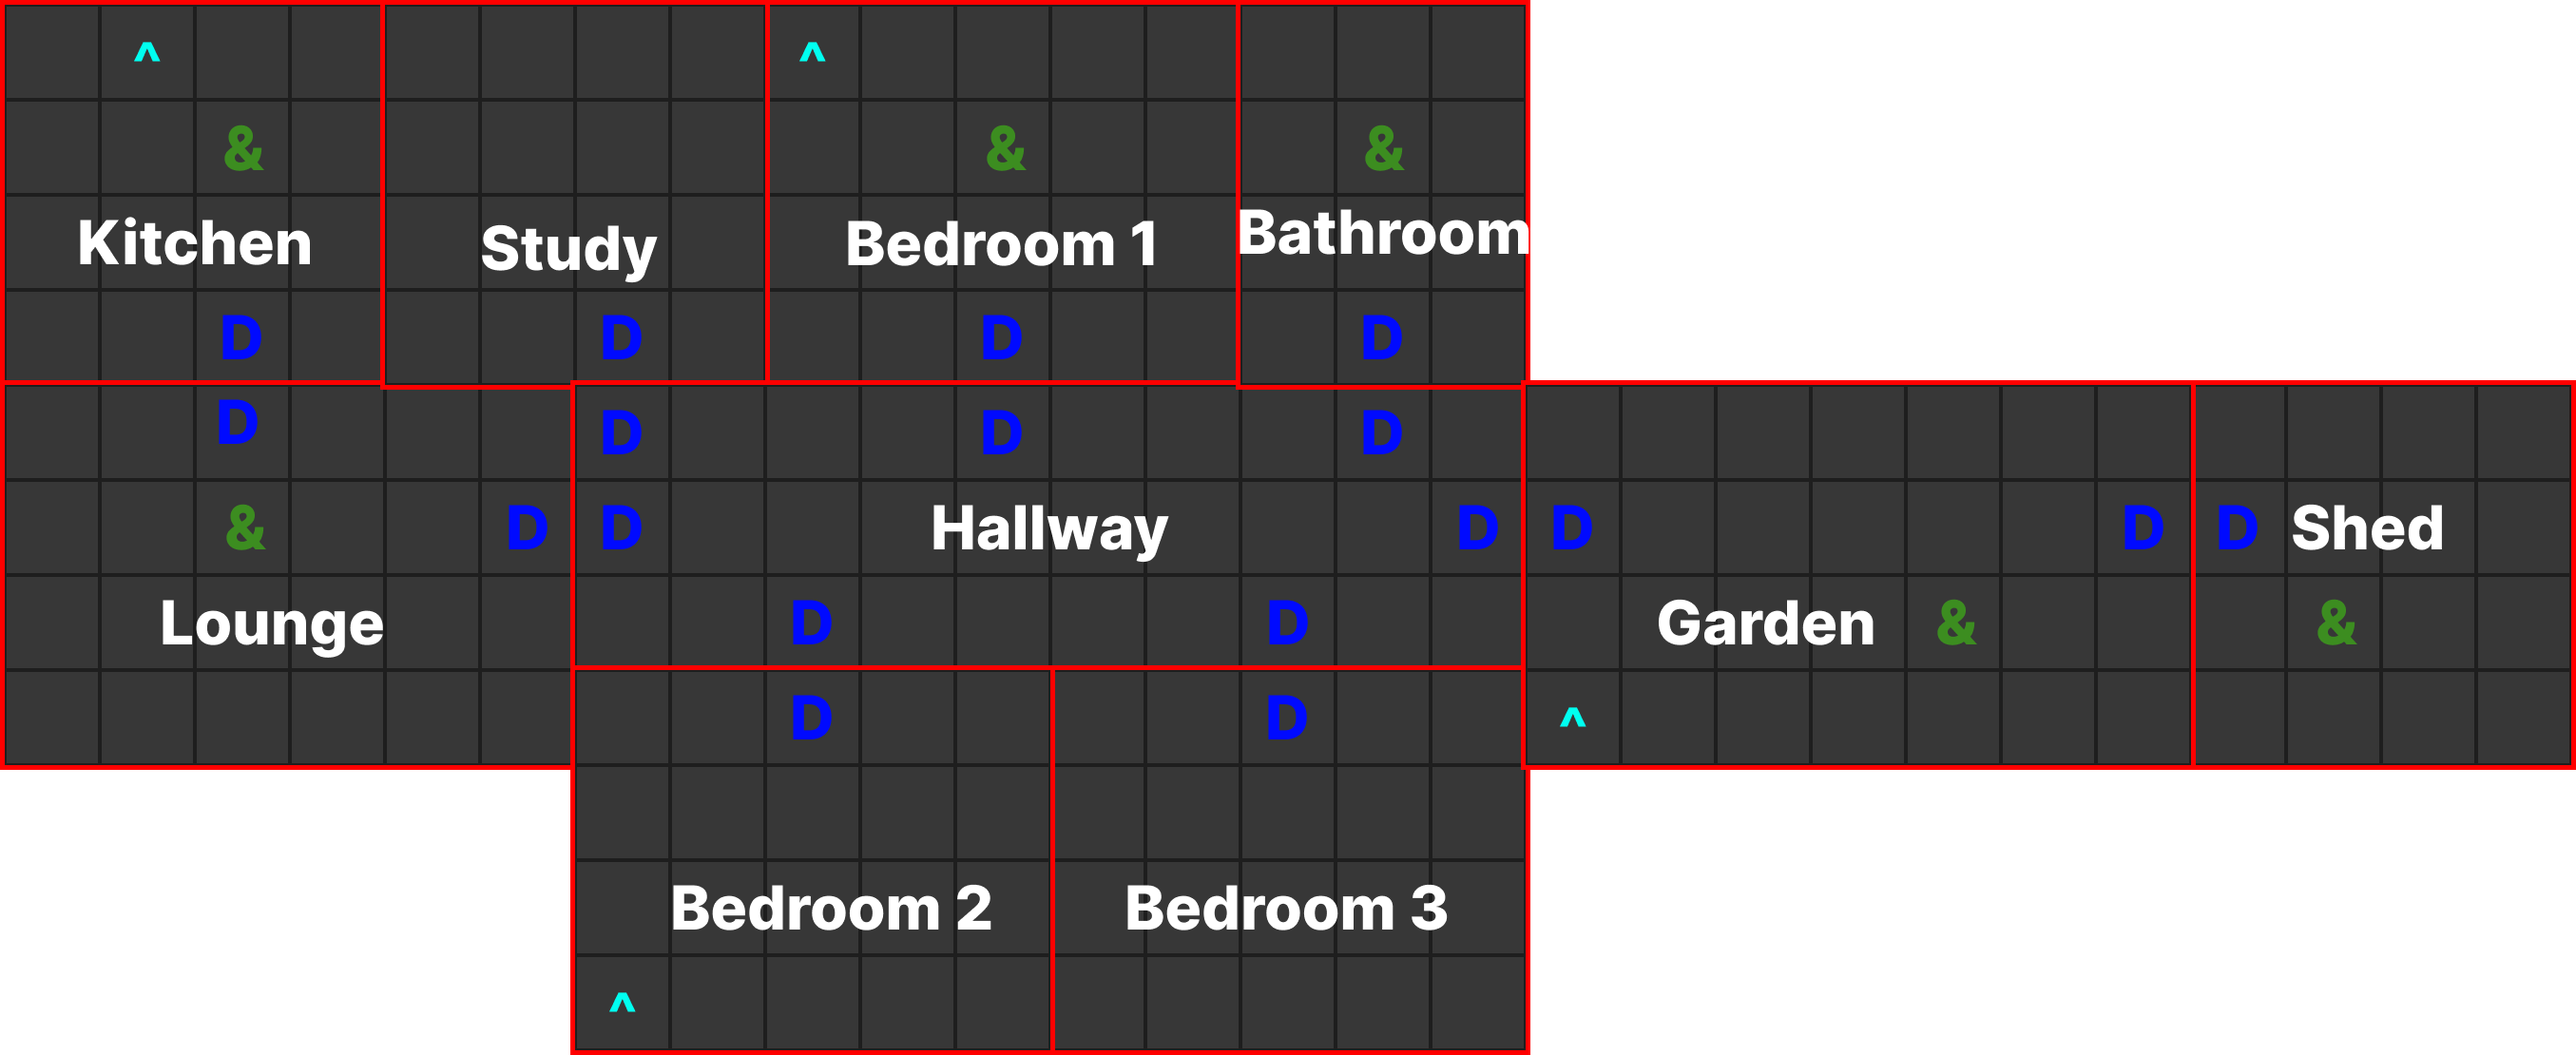 ^ ^
& & &
Kitchen Study Bedroom 1 Bathroom
D D D D
D D D D
& D D Hallway D D D D Shed
Lounge D D Garden & &
D D ^
Bedroom 2 Bedroom 3
^